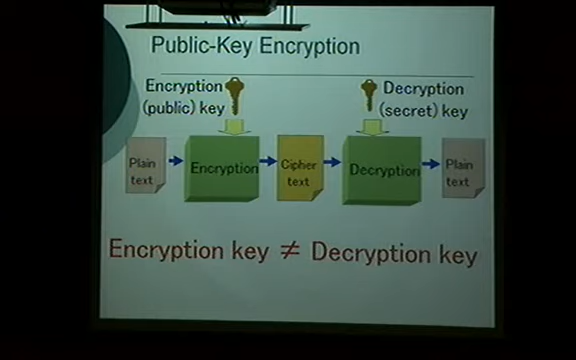 Public-Key Encryption
Encryption
(public) key
Decryption
(secret) key
Plain
text
Encryption
Cipher
text
Decryption
Plain
text
Encryption key ≠ Decryption key